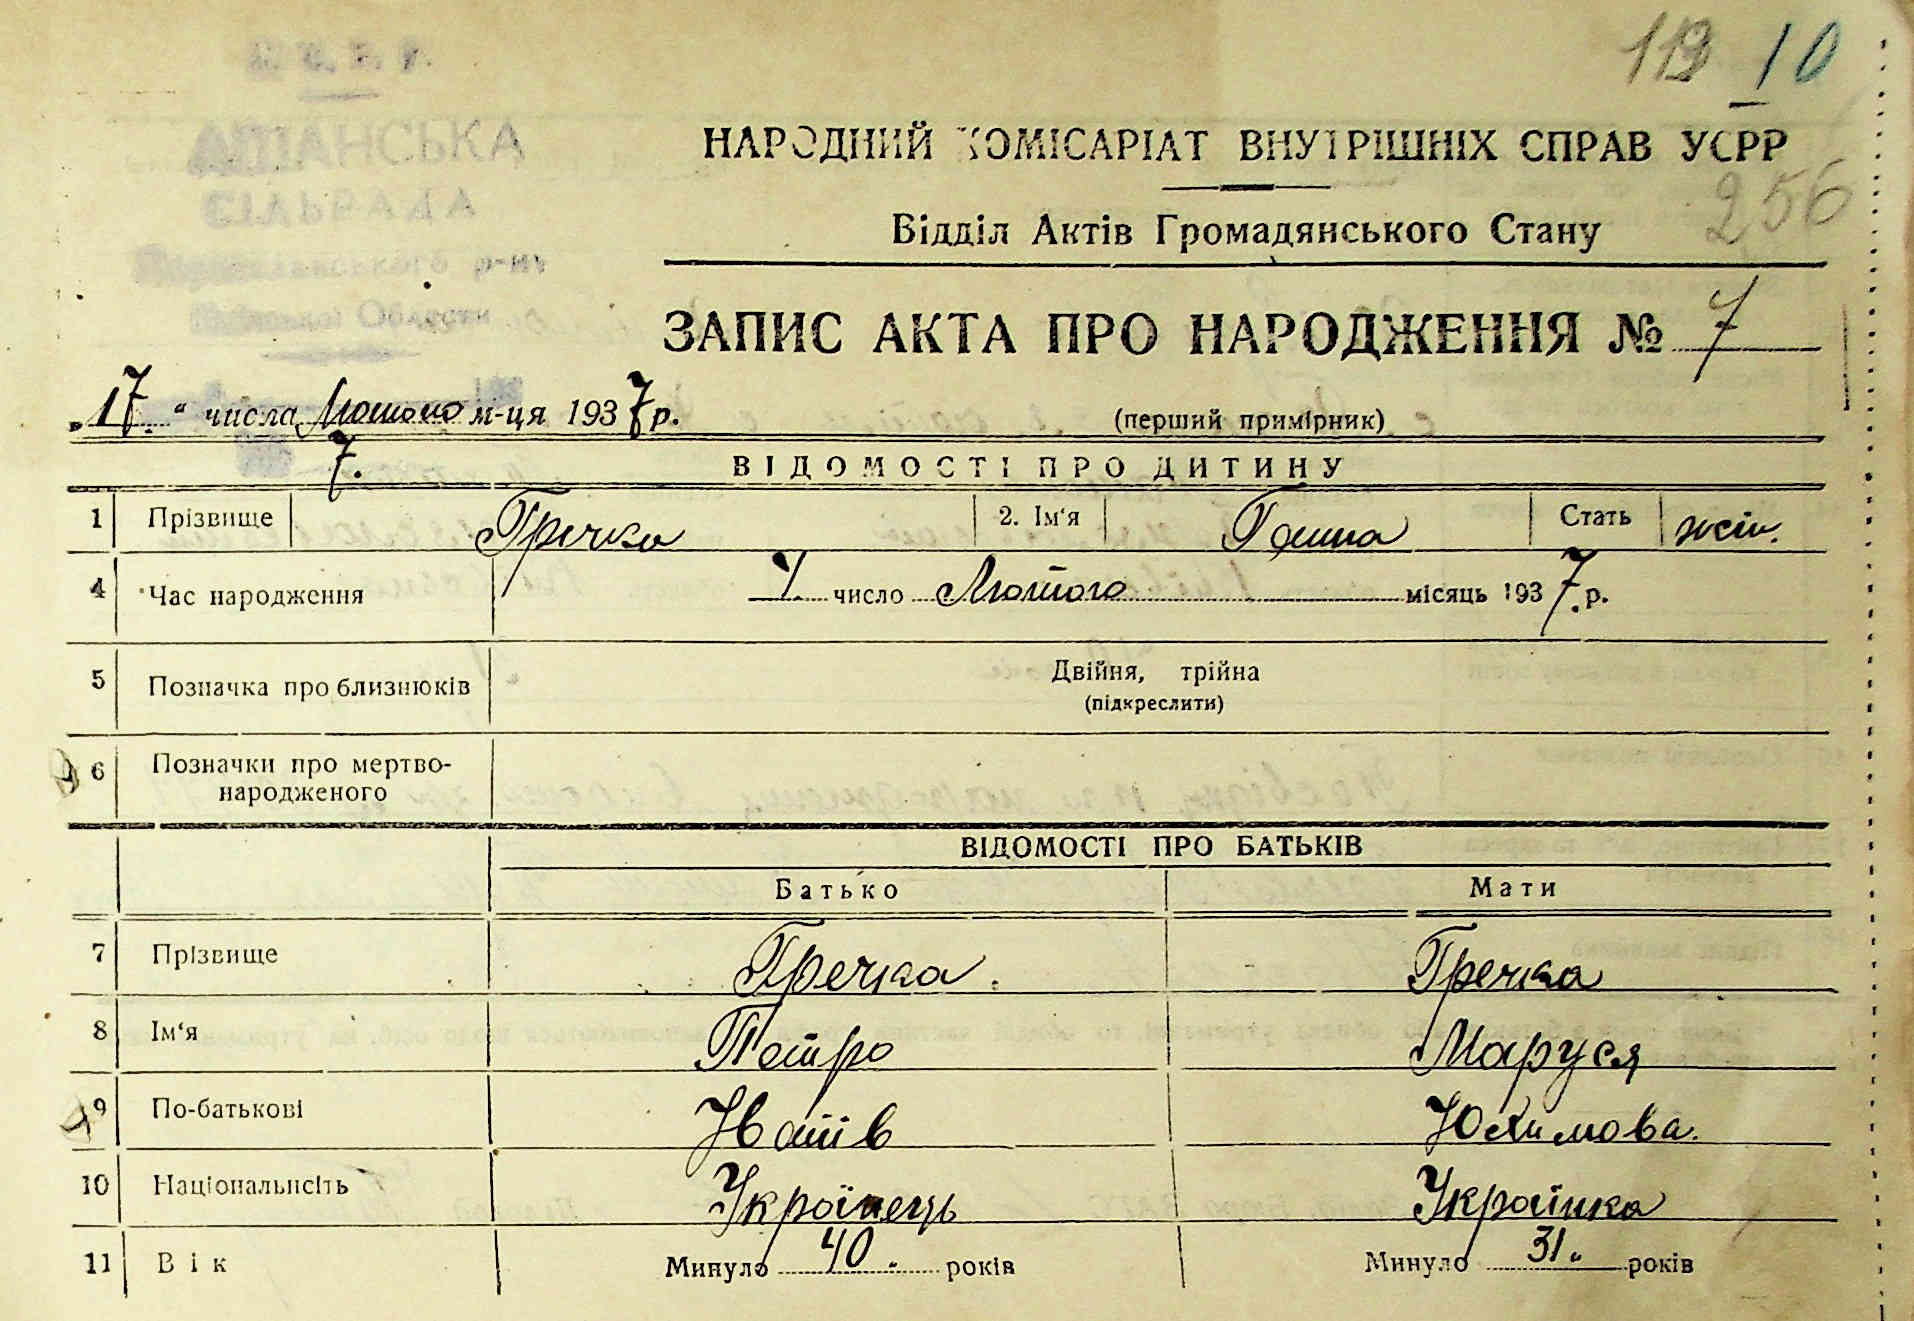 119 10
У. С. Р. Р.
НАРОДНИЙ КОМІСАРІАТ ВНУТРІШНІХ СПРАВ УСРР
СІЛЬРАДА
256
Відділ Актів Громадянського Стану
р-ну
Області
ЗАПИС АКТА ПРО НАРОДЖЕННЯ № 7
„17“ числа Лютого м-ця 1937 р.
(перший примірник)
7.
ВІДОМОСТІ ПРО ДИТИНУ
1 Прізвище Гречка 2. Ім‘я Ганна Стать жін.
4 Час народження число Лютого місяць 1937 р.
5 Позначка про близнюків Двійня, трійна
(підкреслити)
6 Позначки про мертво-
народженого
ВІДОМОСТІ ПРО БАТЬКІВ
Батько Мати
7 Прізвище Гречка. Гречка
8 Ім‘я Петро Маруся
9 По-батькові Юхимова.
10 Національність Українець Українка
11 Вік Минуло 40. років Минуло 31. років